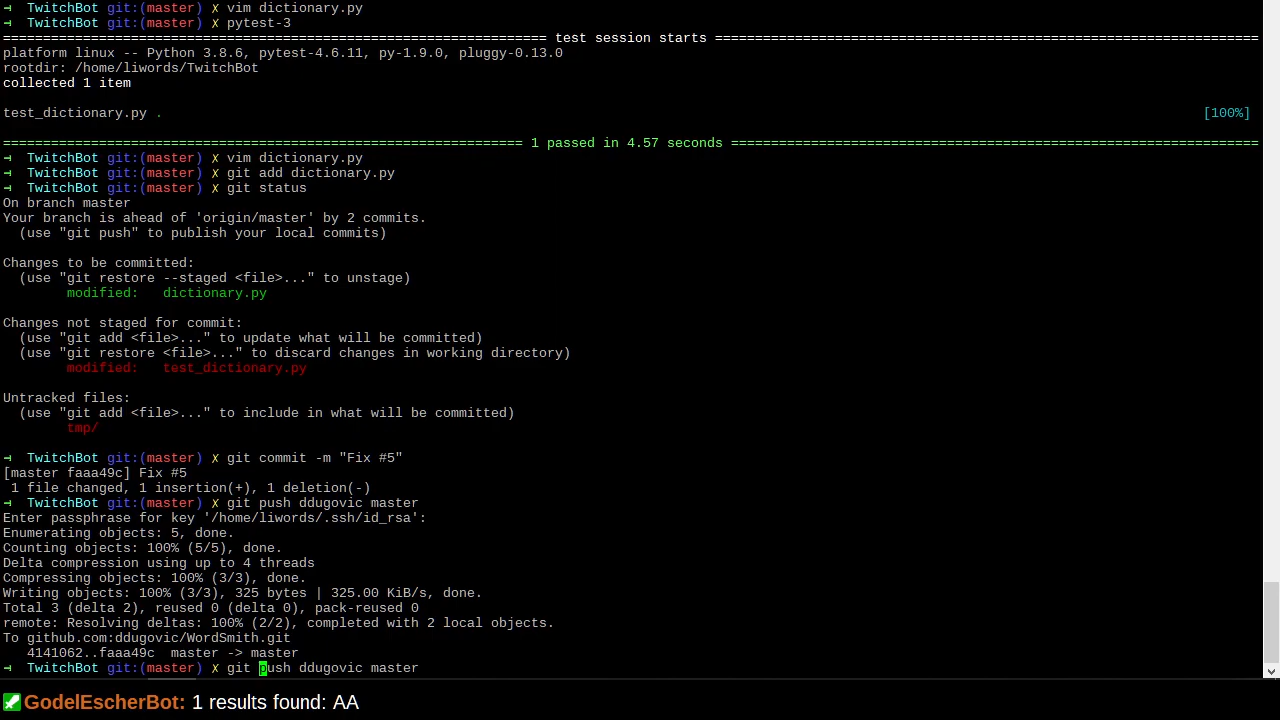 → TwitchBot git:(master) ✗ vim dictionary.py
→ TwitchBot git:(master) ✗ pytest-3
==================================================================== test session starts ====================================================================
platform linux -- Python 3.8.6, pytest-4.6.11, py-1.9.0, pluggy-0.13.0
rootdir: /home/liwords/TwitchBot
collected 1 item
test_dictionary.py . [100%]
================================================================= 1 passed in 4.57 seconds ==================================================================
→ TwitchBot git:(master) ✗ vim dictionary.py
→ TwitchBot git:(master) ✗ git add dictionary.py
→ TwitchBot git:(master) ✗ git status
On branch master
Your branch is ahead of 'origin/master' by 2 commits.
  (use "git push" to publish your local commits)
Changes to be committed:
  (use "git restore --staged <file>..." to unstage)
        modified:   dictionary.py
Changes not staged for commit:
  (use "git add <file>..." to update what will be committed)
  (use "git restore <file>..." to discard changes in working directory)
        modified:   test_dictionary.py
Untracked files:
  (use "git add <file>..." to include in what will be committed)
        tmp/
→ TwitchBot git:(master) ✗ git commit -m "Fix #5"
[master faaa49c] Fix #5
 1 file changed, 1 insertion(+), 1 deletion(-)
→ TwitchBot git:(master) ✗ git push ddugovic master
Enter passphrase for key '/home/liwords/.ssh/id_rsa':
Enumerating objects: 5, done.
Counting objects: 100% (5/5), done.
Delta compression using up to 4 threads
Compressing objects: 100% (3/3), done.
Writing objects: 100% (3/3), 325 bytes | 325.00 KiB/s, done.
Total 3 (delta 2), reused 0 (delta 0), pack-reused 0
remote: Resolving deltas: 100% (2/2), completed with 2 local objects.
To github.com:ddugovic/WordSmith.git
   4141062..faaa49c  master -> master
→ TwitchBot git:(master) ✗ git push ddugovic master
GodelEscherBot: 1 results found: AA